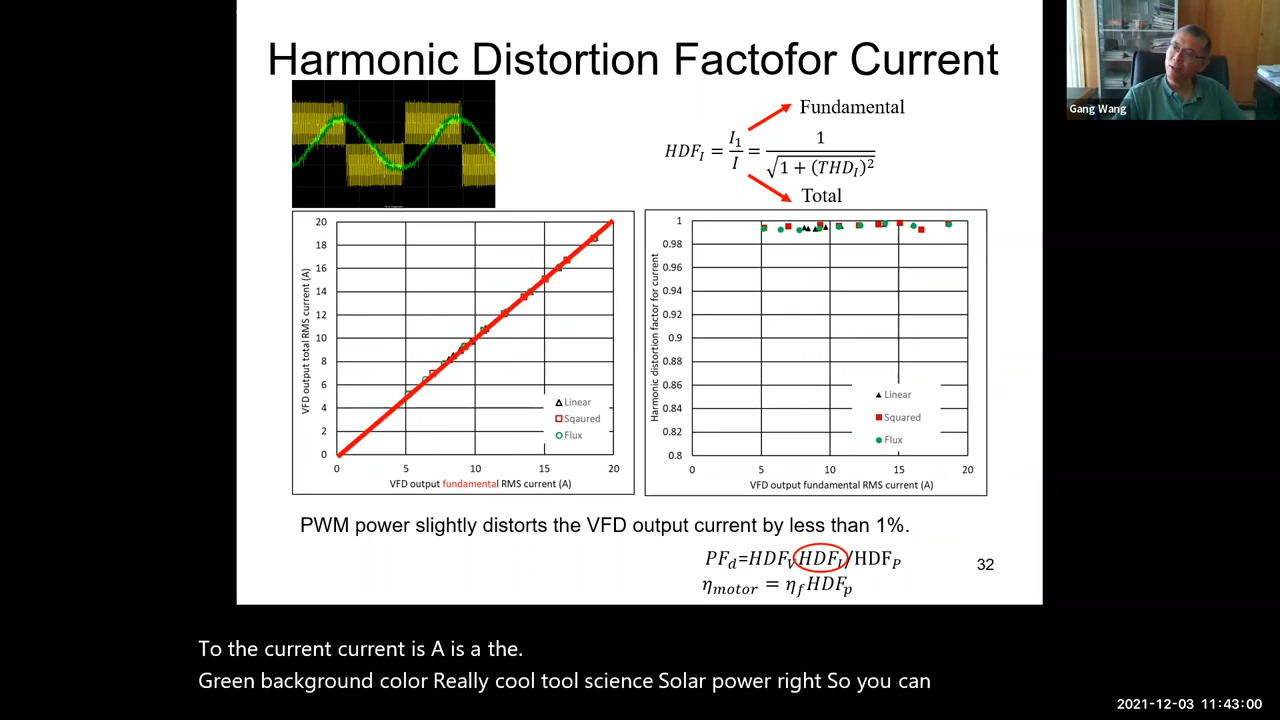 Harmonic Distortion Factofor Current
Gang Wang
Fundamental
HDF_I = I_1/I = 1/√(1 + (THD_I)^2)
Total
20
18
16
14
12
10
8
6
4
2
0
VFD output total RMS current (A)
Linear
Sqaured
Flux
0 5 10 15 20
VFD output fundamental RMS current (A)
1
0.98
0.96
0.94
0.92
0.9
0.88
0.86
0.84
0.82
0.8
Harmonic distortion factor for current
Linear
Squared
Flux
0 5 10 15 20
VFD output fundamental RMS current (A)
PWM power slightly distorts the VFD output current by less than 1%.
PF_d=HDF_V HDF_I/HDF_P
η_motor = η_f HDF_p
32
To the current current is A is a the.
Green background color Really cool tool science Solar power right So you can
2021-12-03 11:43:00